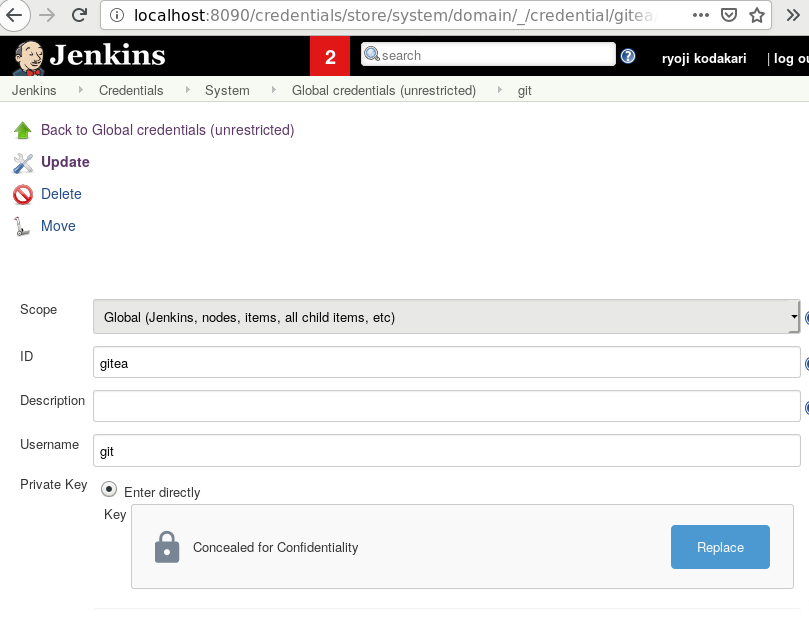 localhost:8090/credentials/store/system/domain/_/credential/gitea
Jenkins 2 search ryoji kodakari | log ou
Jenkins Credentials System Global credentials (unrestricted) git
Back to Global credentials (unrestricted)
Update
Delete
Move
Scope Global (Jenkins, nodes, items, all child items, etc)
ID gitea
Description
Username git
Private Key Enter directly
Key
Concealed for Confidentiality Replace